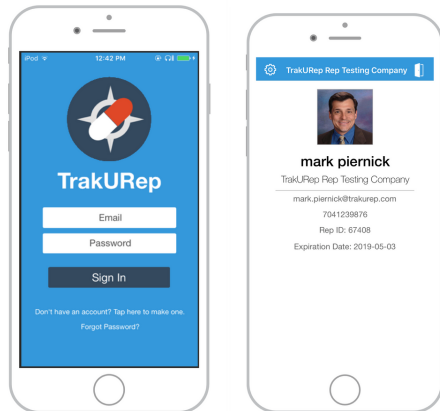 iPod 12:42 PM
TrakURep
Email
Password
Sign In
Don't have an account? Tap here to make one.
Forgot Password?
TrakURep Rep Testing Company
mark piernick
TrakURep Rep Testing Company
mark.piernick@trakurep.com
7041239876
Rep ID: 67408
Expiration Date: 2019-05-03